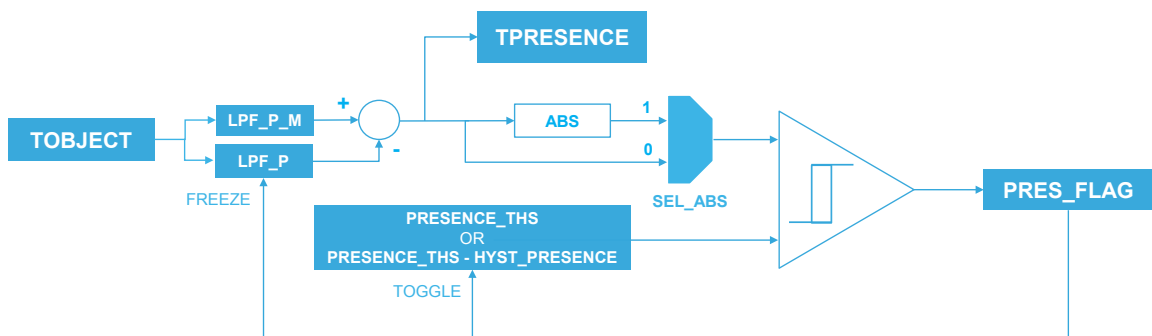 TPRESENCE
+
LPF_P_M
ABS
1
TOBJECT
-
0
LPF_P
FREEZE
SEL_ABS
PRES_FLAG
PRESENCE_THS
OR
PRESENCE_THS - HYST_PRESENCE
TOGGLE